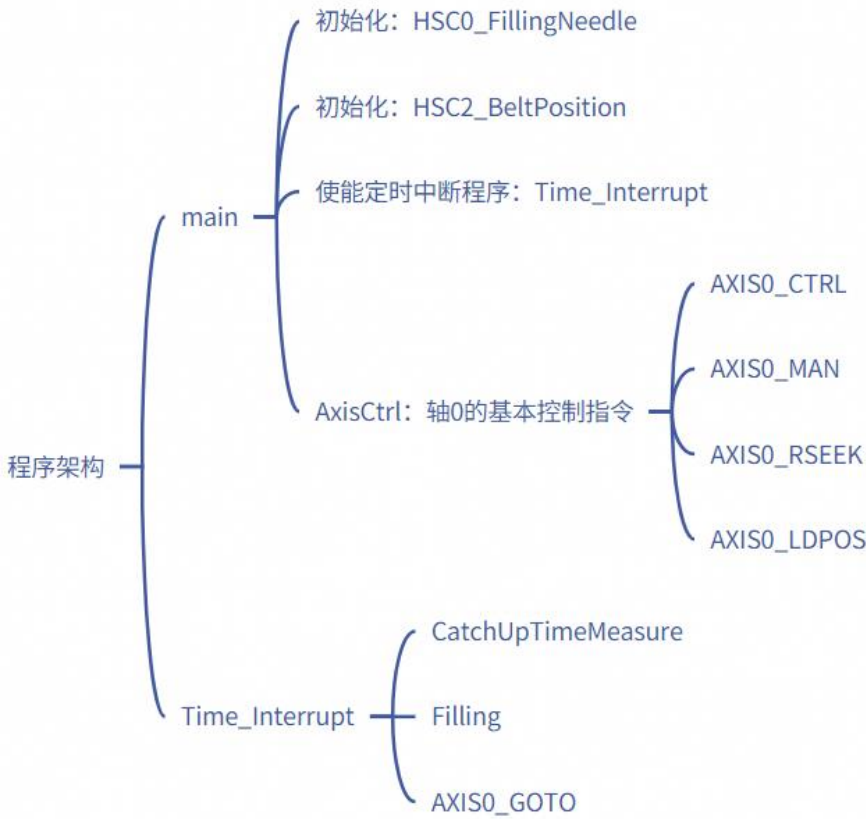 程序架构
main
初始化：HSC0_FillingNeedle
初始化：HSC2_BeltPosition
使能定时中断程序：Time_Interrupt
AxisCtrl：轴0的基本控制指令
AXIS0_CTRL
AXIS0_MAN
AXIS0_RSEEK
AXIS0_LDPOS
Time_Interrupt
CatchUpTimeMeasure
Filling
AXIS0_GOTO